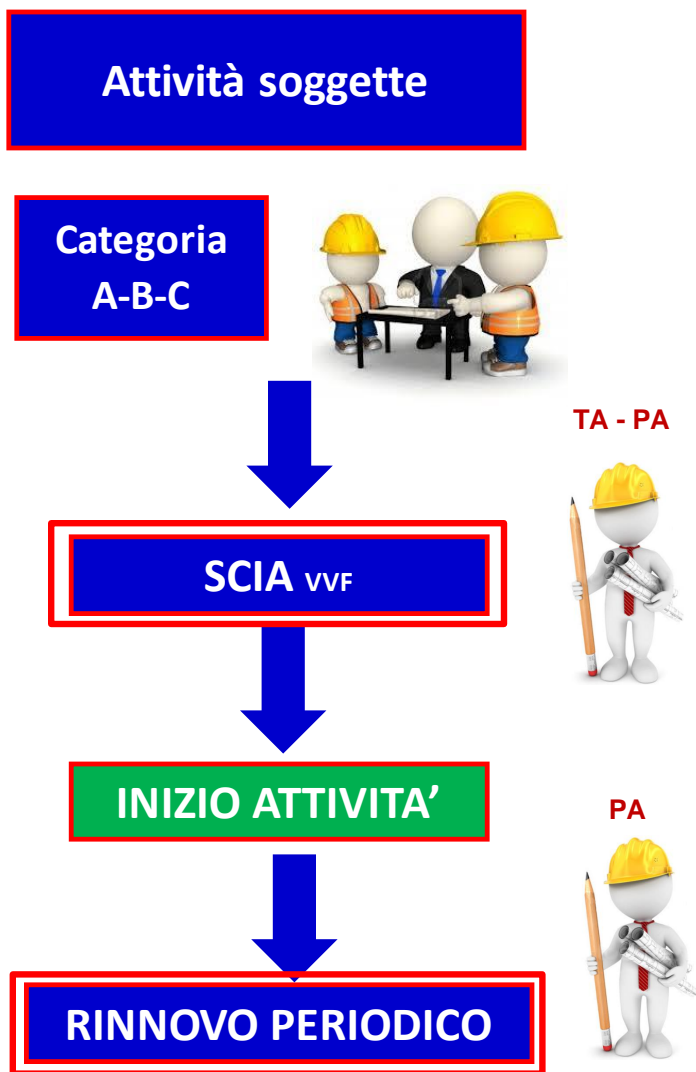 Attività soggette
Categoria
A-B-C
TA - PA
SCIA VVF
INIZIO ATTIVITA’
PA
RINNOVO PERIODICO